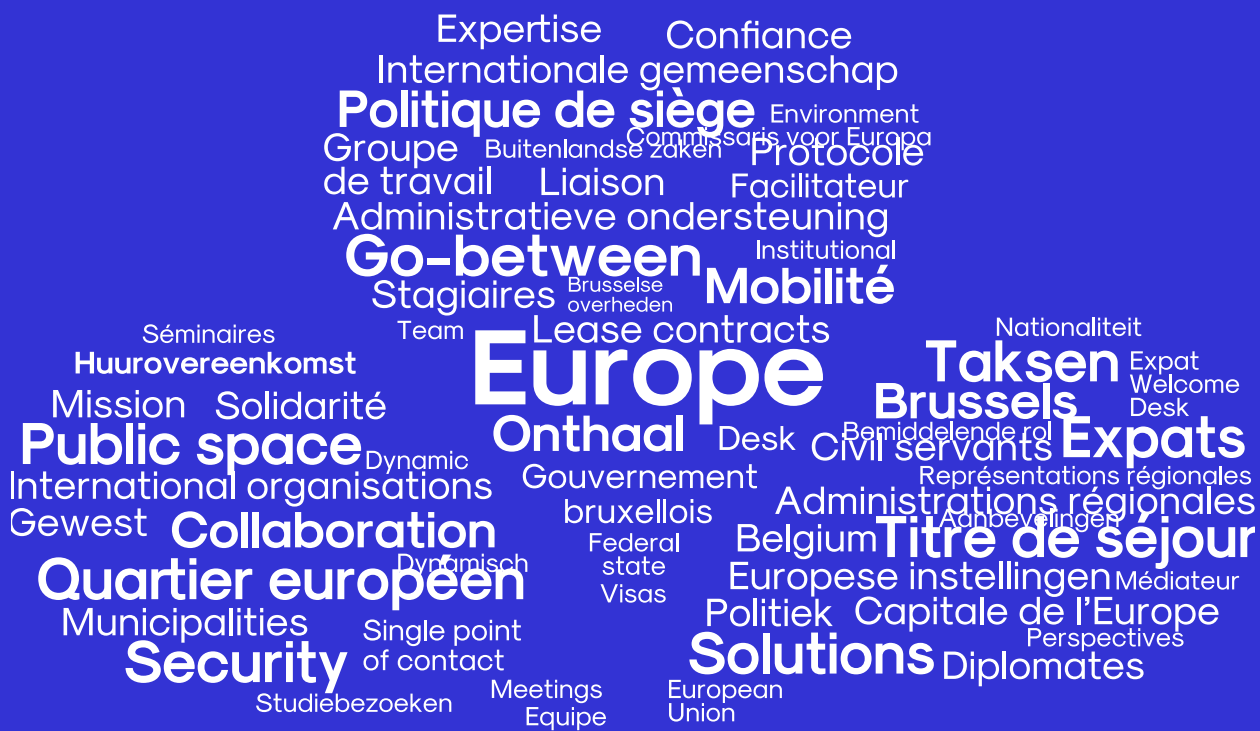 Expertise Confiance
Internationale gemeenschap
Politique de siège Environment
Commissaris voor Europa
Groupe Buitenlandse zaken Protocole
de travail Liaison Facilitateur
Administratieve ondersteuning
Go-between Institutional
Stagiaires Brusselse Mobilité
overheden
Séminaires Team Lease contracts Nationaliteit
Huurovereenkomst Europe Taksen Expat
Welcome
Mission Solidarité Brussels Desk
Public space Onthaal Desk Civil servants Bemiddelende rol Expats
Dynamic
International organisations Gouvernement Représentations régionales
Gewest Collaboration bruxellois Administrations régionales
Aanbevelingen
Federal Belgium Titre de séjour
Dynamisch state
Quartier européen Visas Europese instellingen Médiateur
Municipalities Single point Politiek Capitale de l'Europe
Security of contact Solutions Perspectives
Diplomates
Studiebezoeken Meetings European
Equipe Union